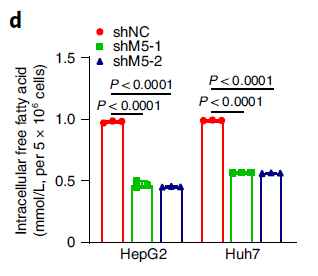 d
shNC
shM5-1
shM5-2
Intracellular free fatty acid
(mmol/L, per 5 × 10⁶ cells)
1.5
1.0
0.5
0
P < 0.0001
P < 0.0001
P < 0.0001
P < 0.0001
HepG2
Huh7